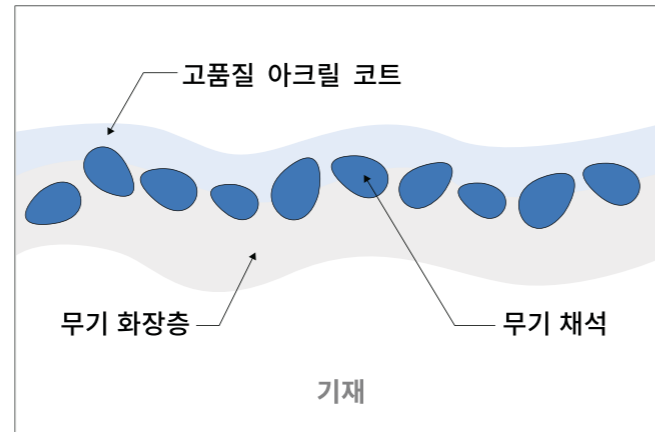 고품질 아크릴 코트
무기 화장층
무기 채석
기재